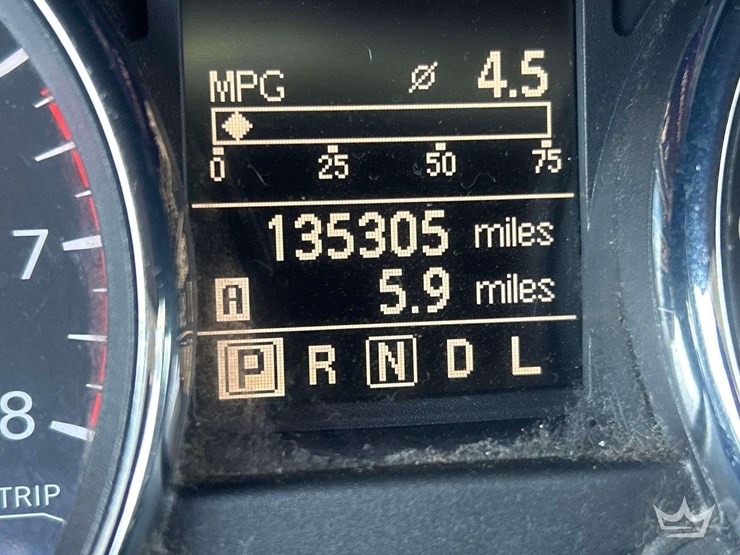 MPG ⌀ 4.5
0 25 50 75
135305 miles
A 5.9 miles
P R N D L
7
8
TRIP